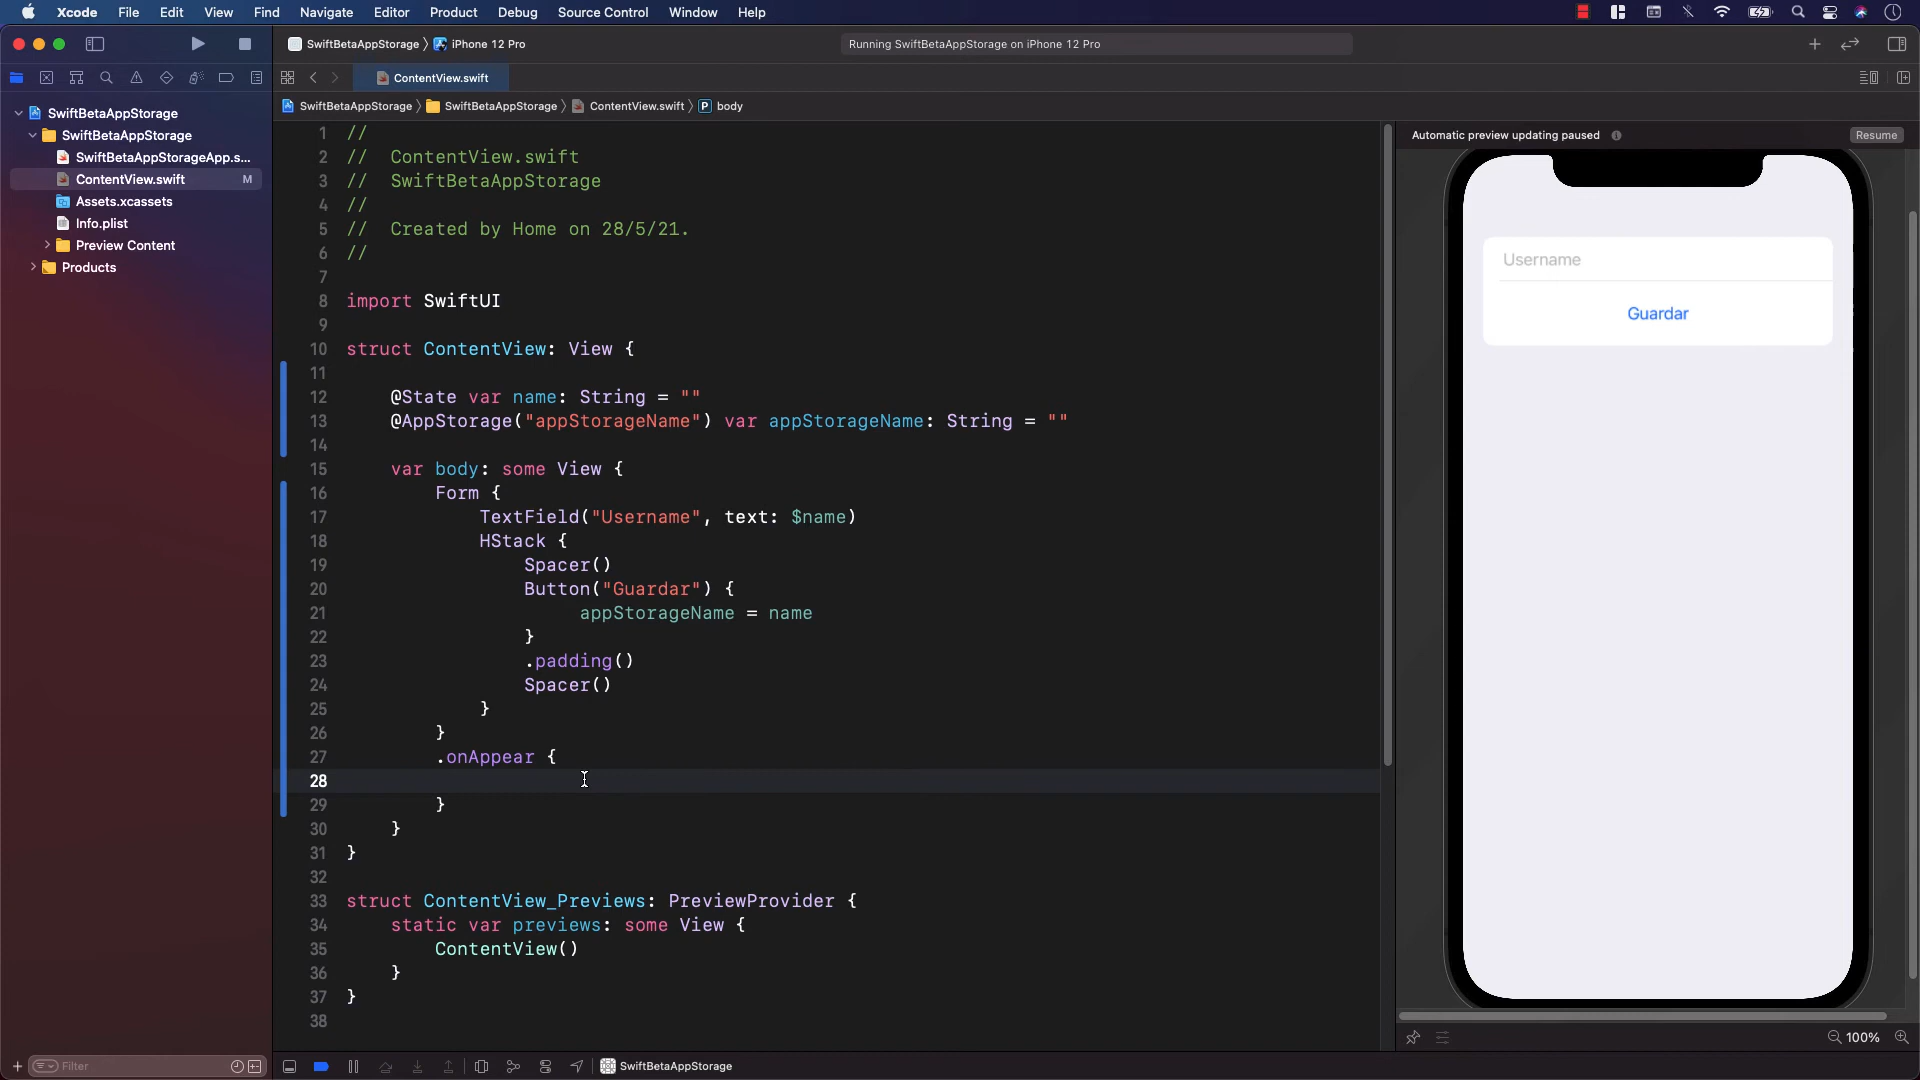 Xcode File Edit View Find Navigate Editor Product Debug Source Control Window Help
SwiftBetaAppStorage 〉 iPhone 12 Pro
Running SwiftBetaAppStorage on iPhone 12 Pro
ContentView.swift
SwiftBetaAppStorage 〉 SwiftBetaAppStorage 〉 ContentView.swift 〉 P body
SwiftBetaAppStorage
SwiftBetaAppStorage
SwiftBetaAppStorageApp.s...
ContentView.swift M
Assets.xcassets
Info.plist
Preview Content
Products
Filter
1 //
2 //  ContentView.swift
3 //  SwiftBetaAppStorage
4 //
5 //  Created by Home on 28/5/21.
6 //
7
8 import SwiftUI
9
10 struct ContentView: View {
11
12     @State var name: String = ""
13     @AppStorage("appStorageName") var appStorageName: String = ""
14
15     var body: some View {
16         Form {
17             TextField("Username", text: $name)
18             HStack {
19                 Spacer()
20                 Button("Guardar") {
21                      appStorageName = name
22                 }
23                 .padding()
24                 Spacer()
25             }
26         }
27         .onAppear {
28
29         }
30     }
31 }
32
33 struct ContentView_Previews: PreviewProvider {
34     static var previews: some View {
35         ContentView()
36     }
37 }
38
SwiftBetaAppStorage
Automatic preview updating paused
Resume
Username
Guardar
100%